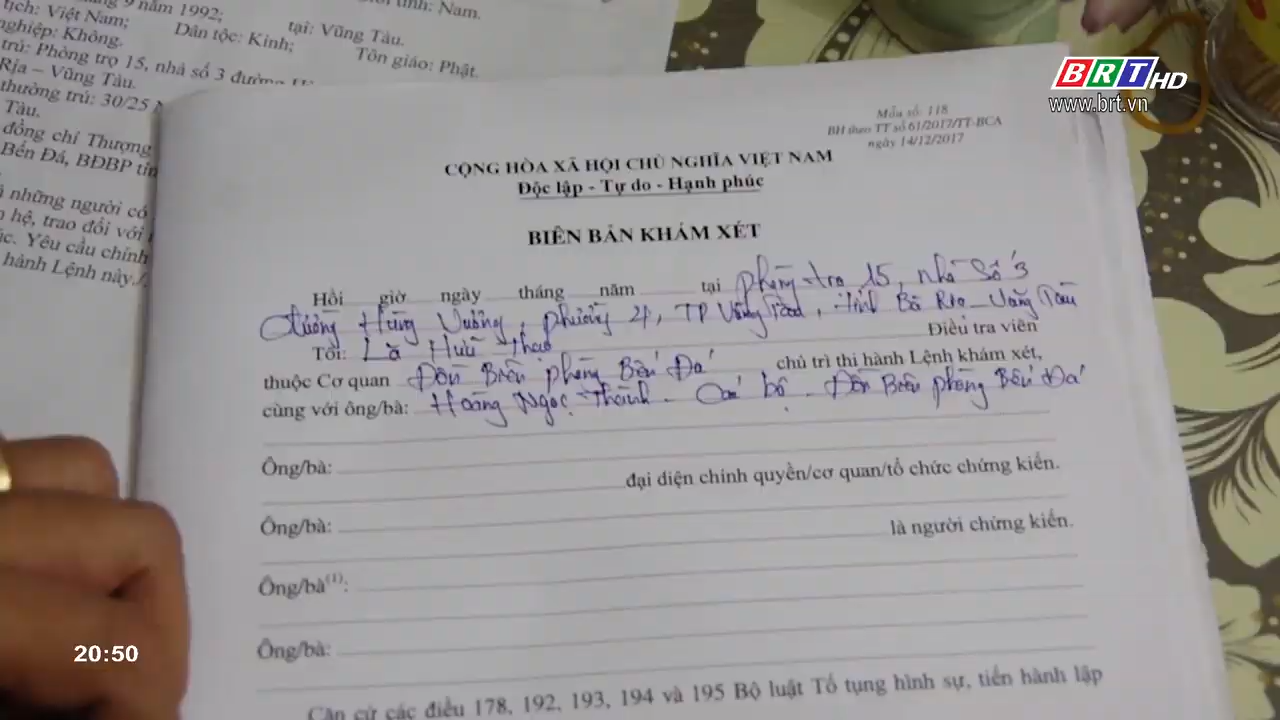 9 năm 1992;
giới tính: Nam.
tịch: Việt Nam;
tại: Vũng Tàu.
nghiệp: Không.
Dân tộc: Kinh;
Tôn giáo: Phật.
trú: Phòng trọ 15, nhà số 3 đường
Rịa – Vũng Tàu.
thường trú: 30/25
Tàu.
đồng chí Thượng
Bến Đá, BĐBP
những người có
hệ, trao đổi với
Yêu cầu chính
hành Lệnh này./.
BRT HD
www.brt.vn
Mẫu số: 118
BH theo TT số 61/2017/TT-BCA
ngày 14/12/2017
CỘNG HÒA XÃ HỘI CHỦ NGHĨA VIỆT NAM
Độc lập - Tự do - Hạnh phúc
BIÊN BẢN KHÁM XÉT
Hồi giờ ngày tháng năm tại phòng trọ 15, nhà số 3
đường Hùng Vương, phường 4, TP Vũng Tàu, tỉnh Bà Rịa - Vũng Tàu
Tôi: Lã Hữu Thao Điều tra viên
thuộc Cơ quan Đồn Biên phòng Bến Đá chủ trì thi hành Lệnh khám xét,
cùng với ông/bà: Hoàng Ngọc Thành - Cán bộ - Đồn Biên phòng Bến Đá
Ông/bà:
đại diện chính quyền/cơ quan/tổ chức chứng kiến.
Ông/bà:
là người chứng kiến.
Ông/bà(1):
Ông/bà:
Căn cứ các điều 178, 192, 193, 194 và 195 Bộ luật Tố tụng hình sự, tiến hành lập
20:50